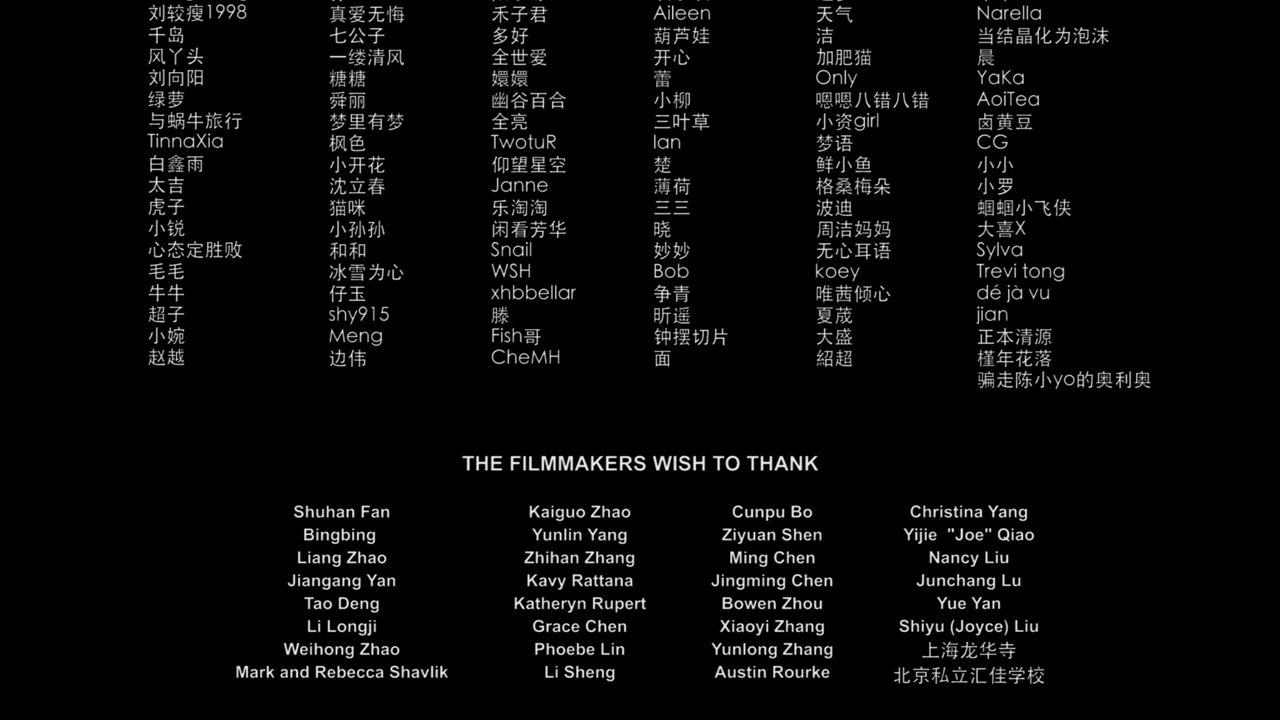 刘较瘦1998 真爱无悔 禾子君 Aileen 天气 Narella
千岛 七公子 多好 葫芦娃 洁 当结晶化为泡沫
风丫头 一缕清风 全世爱 开心 加肥猫 晨
刘向阳 糖糖 嬛嬛 蕾 Only YaKa
绿萝 舜丽 幽谷百合 小柳 嗯嗯八错八错 AoiTea
与蜗牛旅行 梦里有梦 全亮 三叶草 小资girl 卤黄豆
TinnaXia 枫色 TwotuR Ian 梦语 CG
白鑫雨 小开花 仰望星空 楚 鲜小鱼 小小
太吉 沈立春 Janne 薄荷 格桑梅朵 小罗
虎子 猫咪 乐淘淘 三三 波迪 蝈蝈小飞侠
小锐 小孙孙 闲看芳华 晓 周洁妈妈 大喜X
心态定胜败 和和 Snail 妙妙 无心耳语 Sylva
毛毛 冰雪为心 WSH Bob koey Trevi tong
牛牛 仔玉 xhbbellar 争青 唯茜倾心 dé jà vu
超子 shy915 滕 昕遥 夏荿 jian
小婉 Meng Fish哥 钟摆切片 大盛 正本清源
赵越 边伟 CheMH 面 紹超 槿年花落
骗走陈小yo的奥利奥
THE FILMMAKERS WISH TO THANK
Shuhan Fan Kaiguo Zhao Cunpu Bo Christina Yang
Bingbing Yunlin Yang Ziyuan Shen Yijie "Joe" Qiao
Liang Zhao Zhihan Zhang Ming Chen Nancy Liu
Jiangang Yan Kavy Rattana Jingming Chen Junchang Lu
Tao Deng Katheryn Rupert Bowen Zhou Yue Yan
Li Longji Grace Chen Xiaoyi Zhang Shiyu (Joyce) Liu
Weihong Zhao Phoebe Lin Yunlong Zhang 上海龙华寺
Mark and Rebecca Shavlik Li Sheng Austin Rourke 北京私立汇佳学校